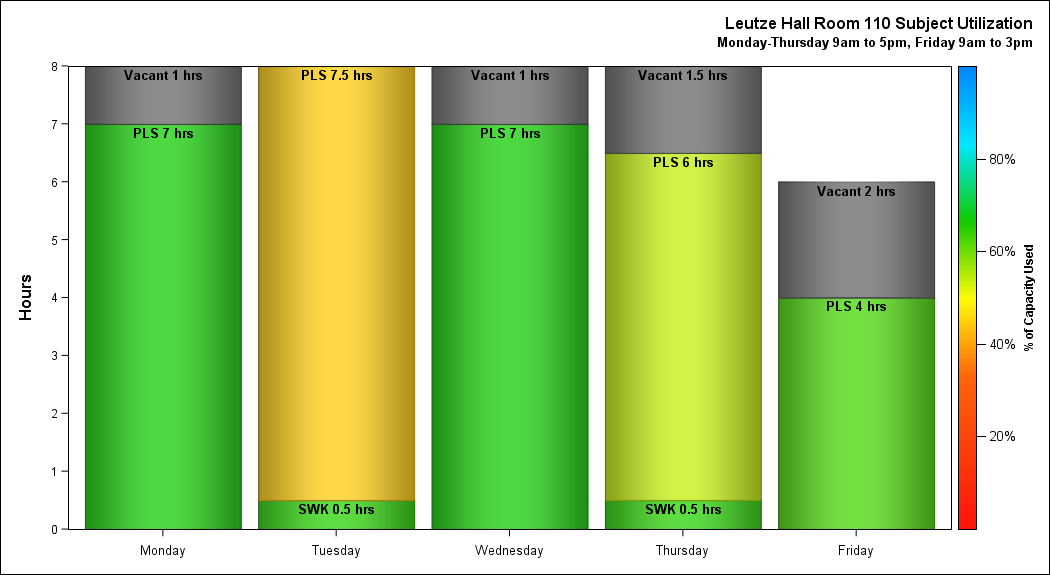 Leutze Hall Room 110 Subject Utilization
Monday-Thursday 9am to 5pm, Friday 9am to 3pm
Hours
8
7
6
5
4
3
2
1
0
Vacant 1 hrs
PLS 7 hrs
PLS 7.5 hrs
SWK 0.5 hrs
Vacant 1 hrs
PLS 7 hrs
Vacant 1.5 hrs
PLS 6 hrs
SWK 0.5 hrs
Vacant 2 hrs
PLS 4 hrs
Monday
Tuesday
Wednesday
Thursday
Friday
80%
60%
40%
20%
% of Capacity Used